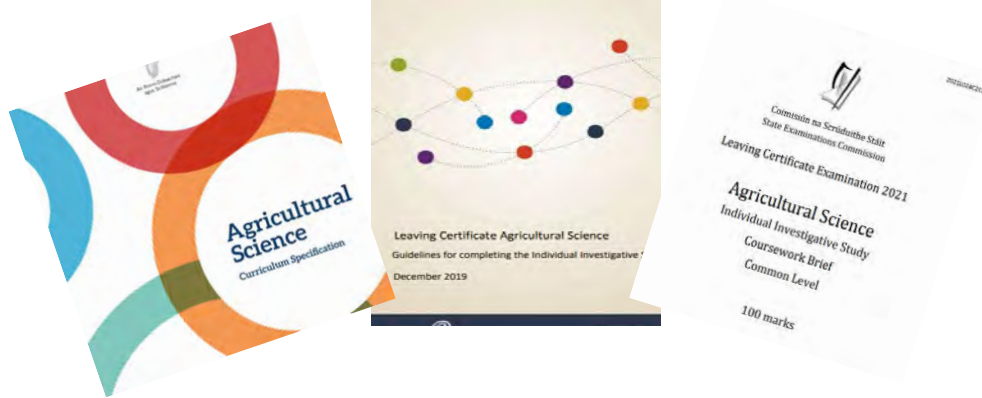 Agricultural
Science
Curriculum Specification
Leaving Certificate Agricultural Science
Guidelines for completing the Individual Investigative
December 2019
Coimisiún na Scrúduithe Stáit
State Examinations Commission
Leaving Certificate Examination 2021
Agricultural Science
Individual Investigative Study
Coursework Brief
Common Level
100 marks